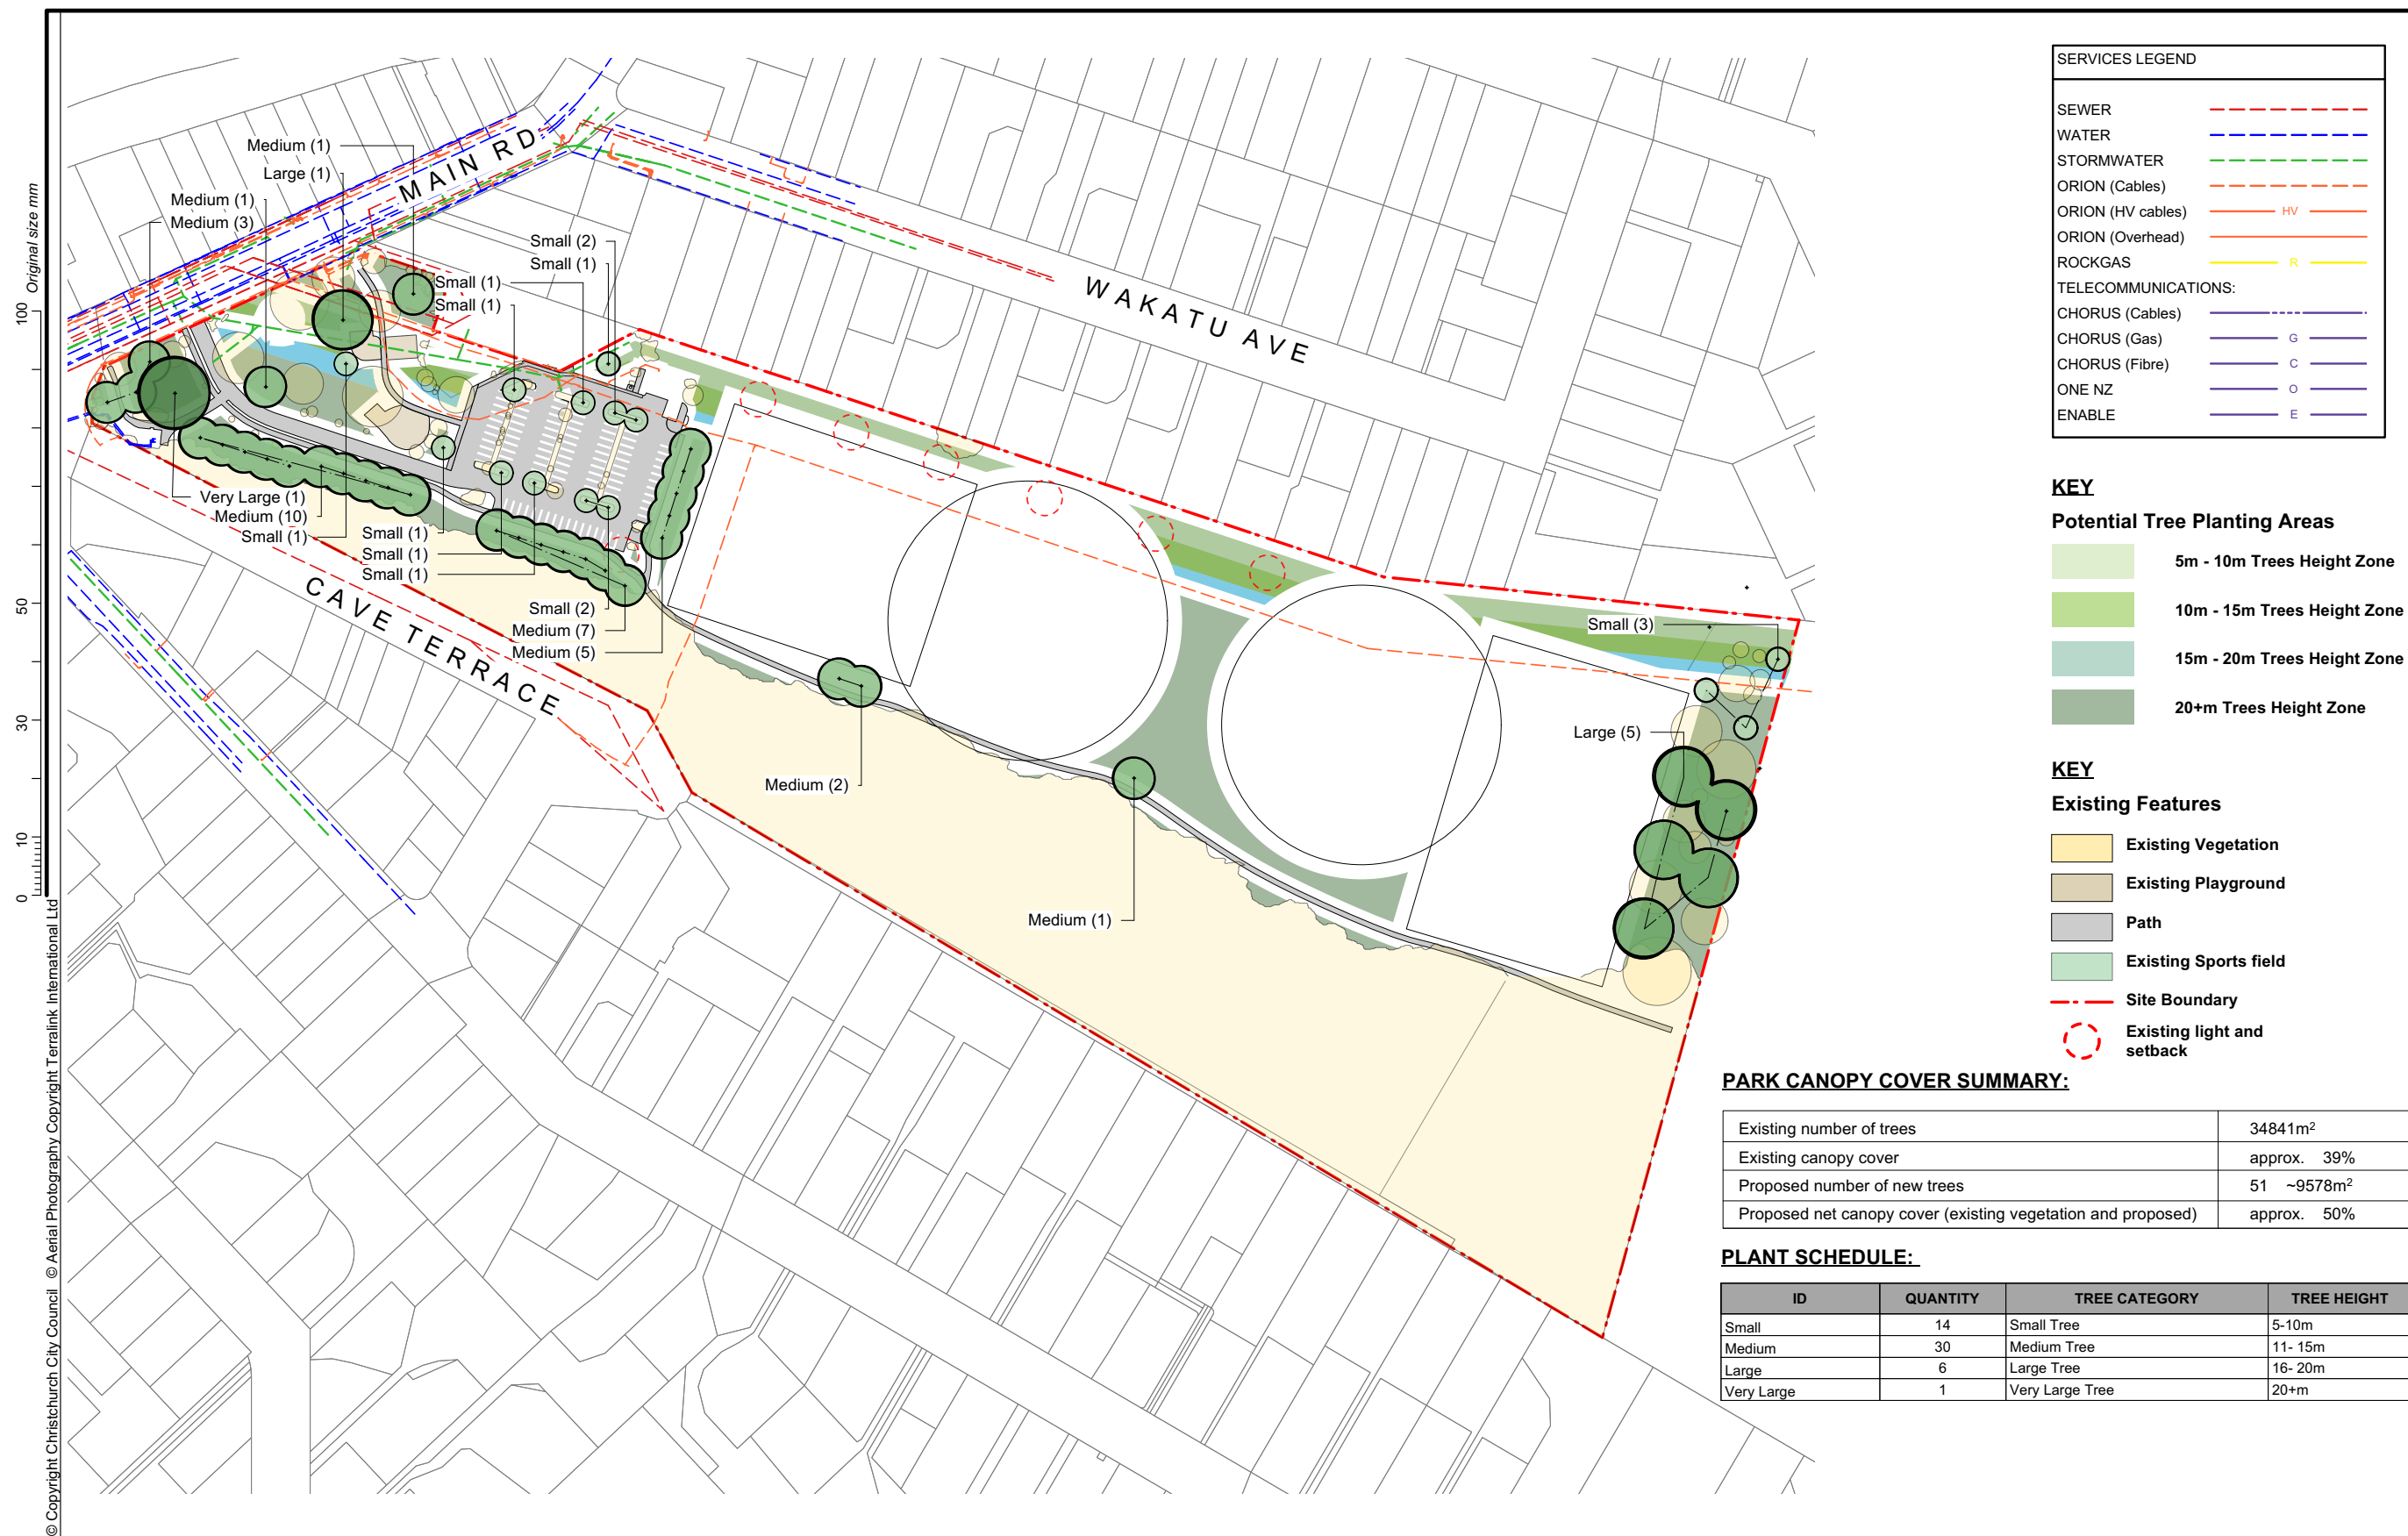 SERVICES LEGEND
SEWER
WATER
STORMWATER
ORION (Cables)
ORION (HV cables) HV
ORION (Overhead)
ROCKGAS R
TELECOMMUNICATIONS:
CHORUS (Cables)
CHORUS (Gas) G
CHORUS (Fibre) C
ONE NZ O
ENABLE E
KEY
Potential Tree Planting Areas
5m - 10m Trees Height Zone
10m - 15m Trees Height Zone
15m - 20m Trees Height Zone
20+m Trees Height Zone
KEY
Existing Features
Existing Vegetation
Existing Playground
Path
Existing Sports field
Site Boundary
Existing light and
setback
PARK CANOPY COVER SUMMARY:
Existing number of trees 34841m²
Existing canopy cover approx. 39%
Proposed number of new trees 51 ~9578m²
Proposed net canopy cover (existing vegetation and proposed) approx. 50%
PLANT SCHEDULE:
ID QUANTITY TREE CATEGORY TREE HEIGHT
Small 14 Small Tree 5-10m
Medium 30 Medium Tree 11- 15m
Large 6 Large Tree 16- 20m
Very Large 1 Very Large Tree 20+m
Medium (1)
Large (1)
Medium (1)
Medium (3)
MAIN RD
Small (2)
Small (1)
Small (1)
Small (1)
WAKATU AVE
Very Large (1)
Medium (10)
Small (1)
Small (1)
Small (1)
Small (1)
CAVE TERRACE
Small (2)
Medium (7)
Medium (5)
Small (3)
Large (5)
Medium (2)
Medium (1)
Original size mm
100
50
30
10
0
© Copyright Christchurch City Council © Aerial Photography Copyright Terralink International Ltd